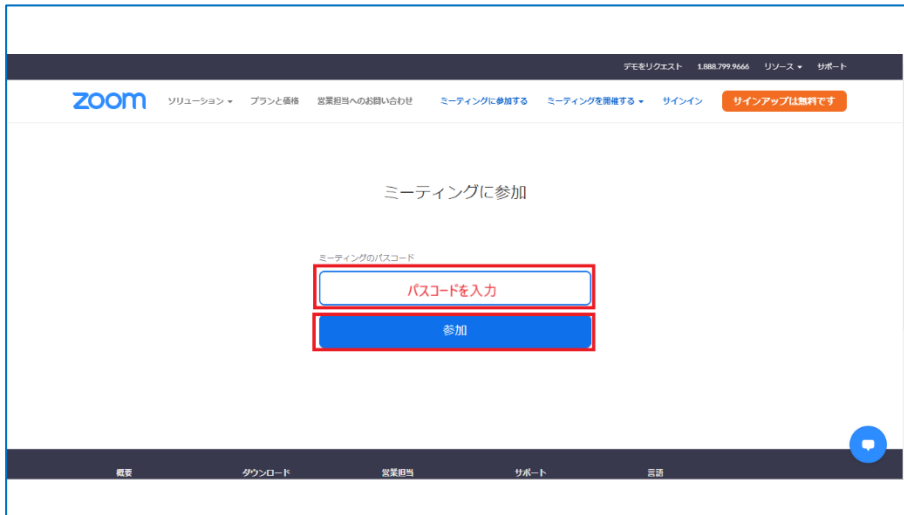 デモをリクエスト 1.888.799.9666 リソース サポート
zoom ソリューション プランと価格 営業担当へのお問い合わせ ミーティングに参加する ミーティングを開催する サインイン サインアップは無料です
ミーティングに参加
ミーティングのパスコード
パスコードを入力
参加
概要 ダウンロード 営業担当 サポート 言語